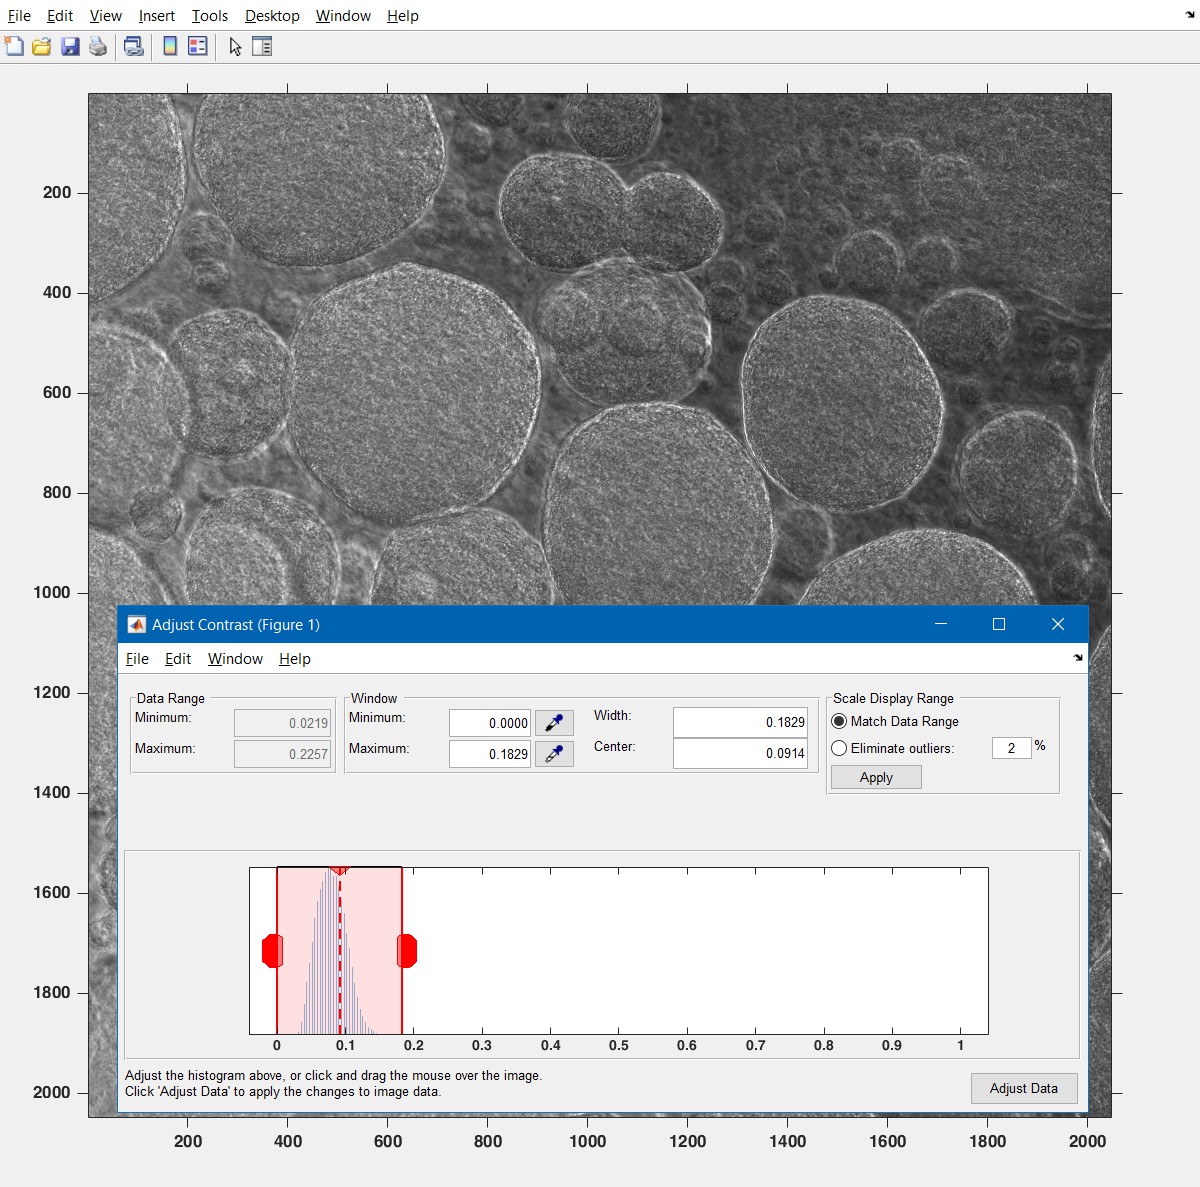 File Edit View Insert Tools Desktop Window Help
200
400
600
800
1000
1200
1400
1600
1800
2000
Adjust Contrast (Figure 1)
File Edit Window Help
Data Range
Minimum: 0.0219
Maximum: 0.2257
Window
Minimum: 0.0000
Maximum: 0.1829
Width: 0.1829
Center: 0.0914
Scale Display Range
Match Data Range
Eliminate outliers: 2 %
Apply
0 0.1 0.2 0.3 0.4 0.5 0.6 0.7 0.8 0.9 1
Adjust the histogram above, or click and drag the mouse over the image.
Click 'Adjust Data' to apply the changes to image data.
Adjust Data
200 400 600 800 1000 1200 1400 1600 1800 2000